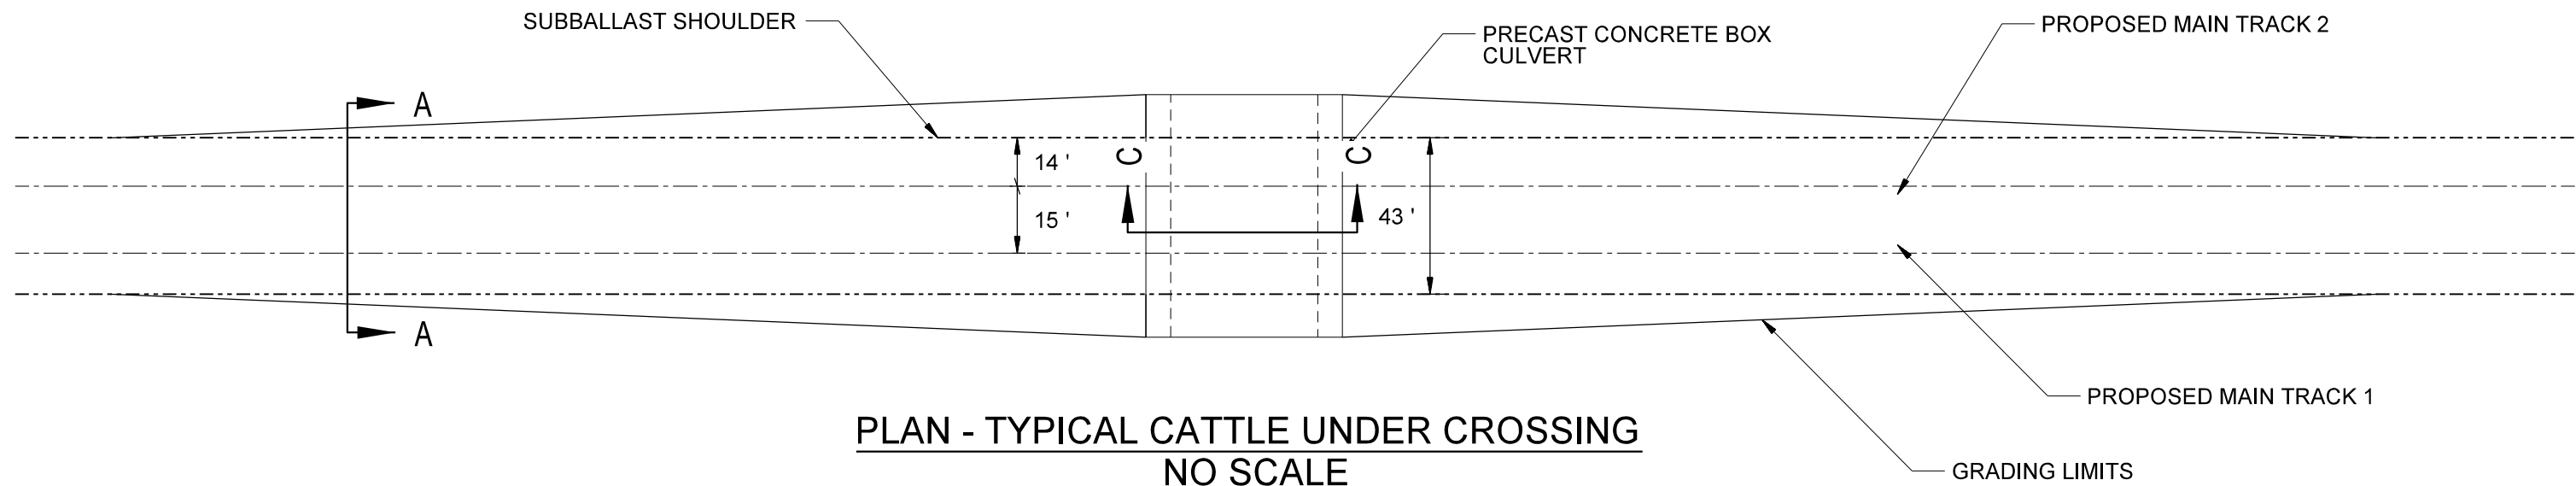 SUBBALLAST SHOULDER
PRECAST CONCRETE BOX
CULVERT
PROPOSED MAIN TRACK 2
A
C
C
14 '
15 '
43 '
A
PROPOSED MAIN TRACK 1
PLAN - TYPICAL CATTLE UNDER CROSSING
NO SCALE
GRADING LIMITS